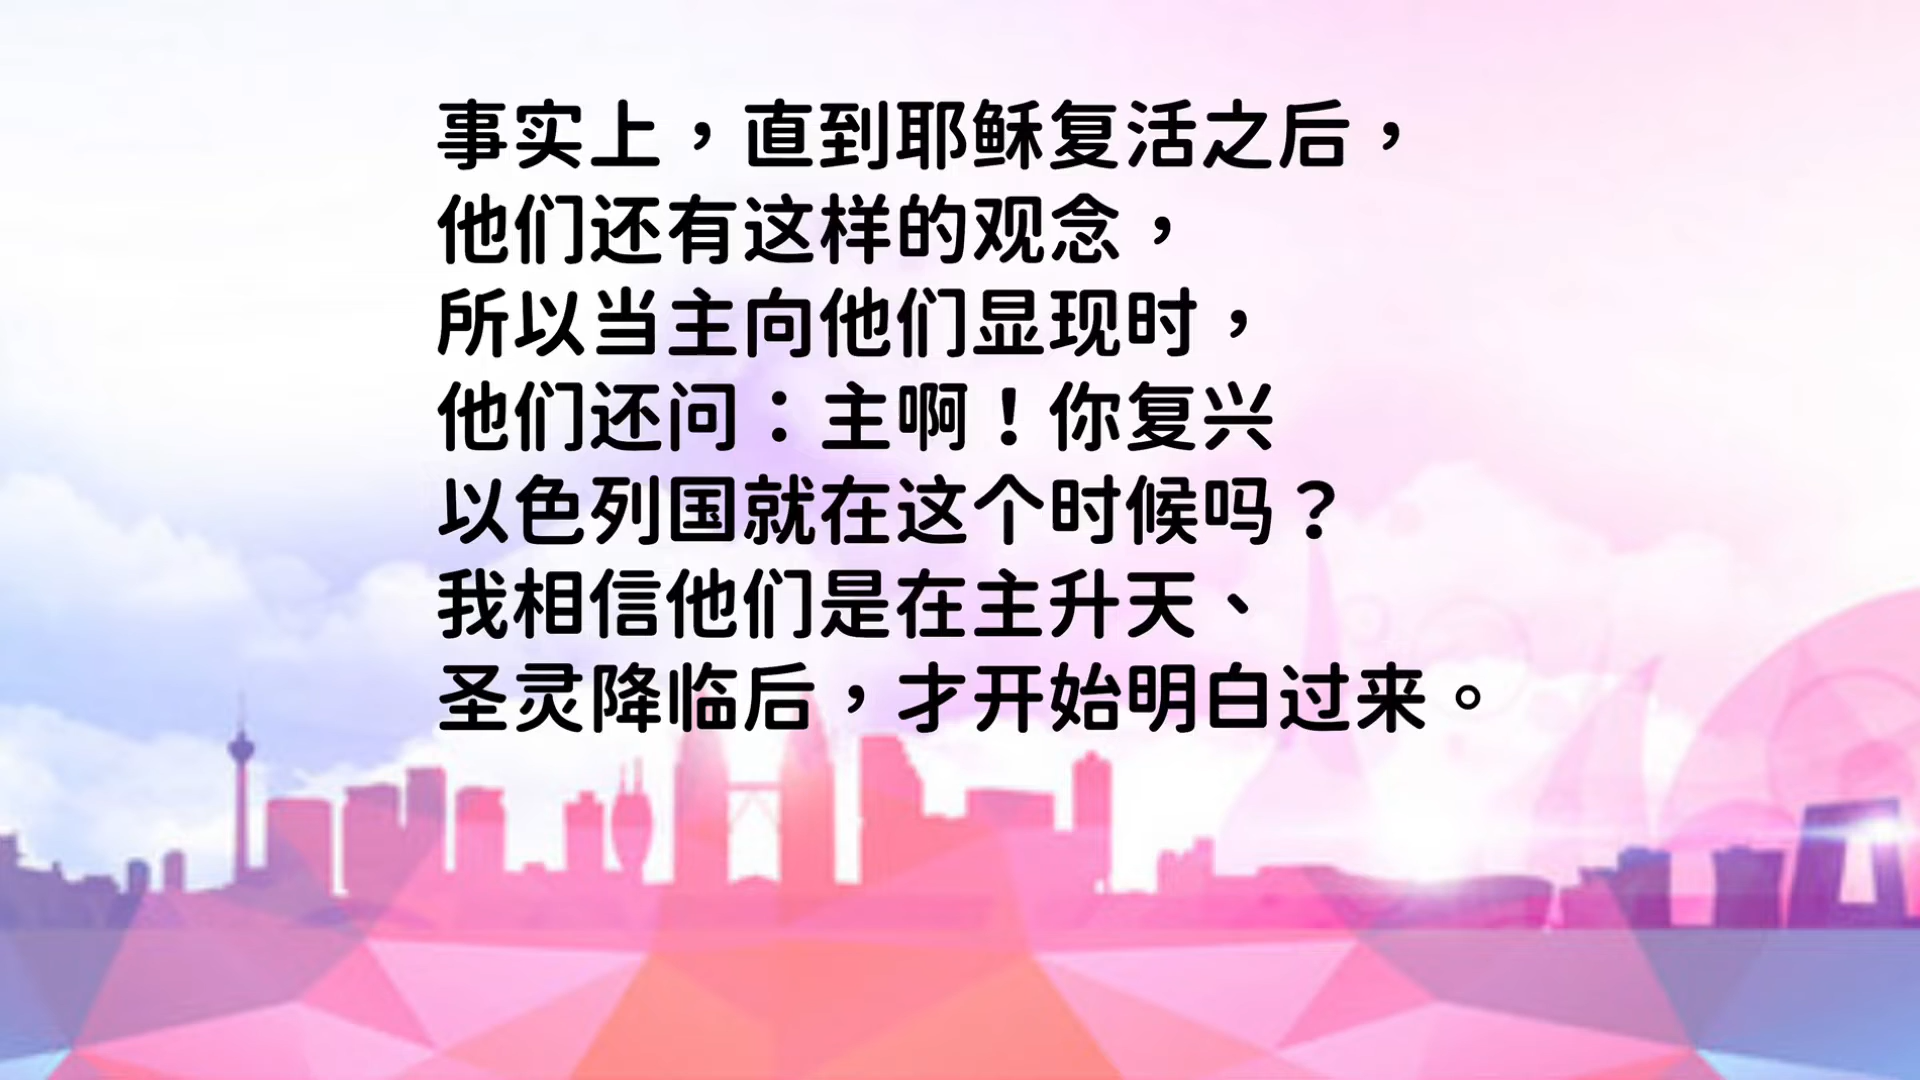 事实上，直到耶稣复活之后，
他们还有这样的观念，
所以当主向他们显现时，
他们还问：主啊！你复兴
以色列国就在这个时候吗？
我相信他们是在主升天、
圣灵降临后，才开始明白过来。